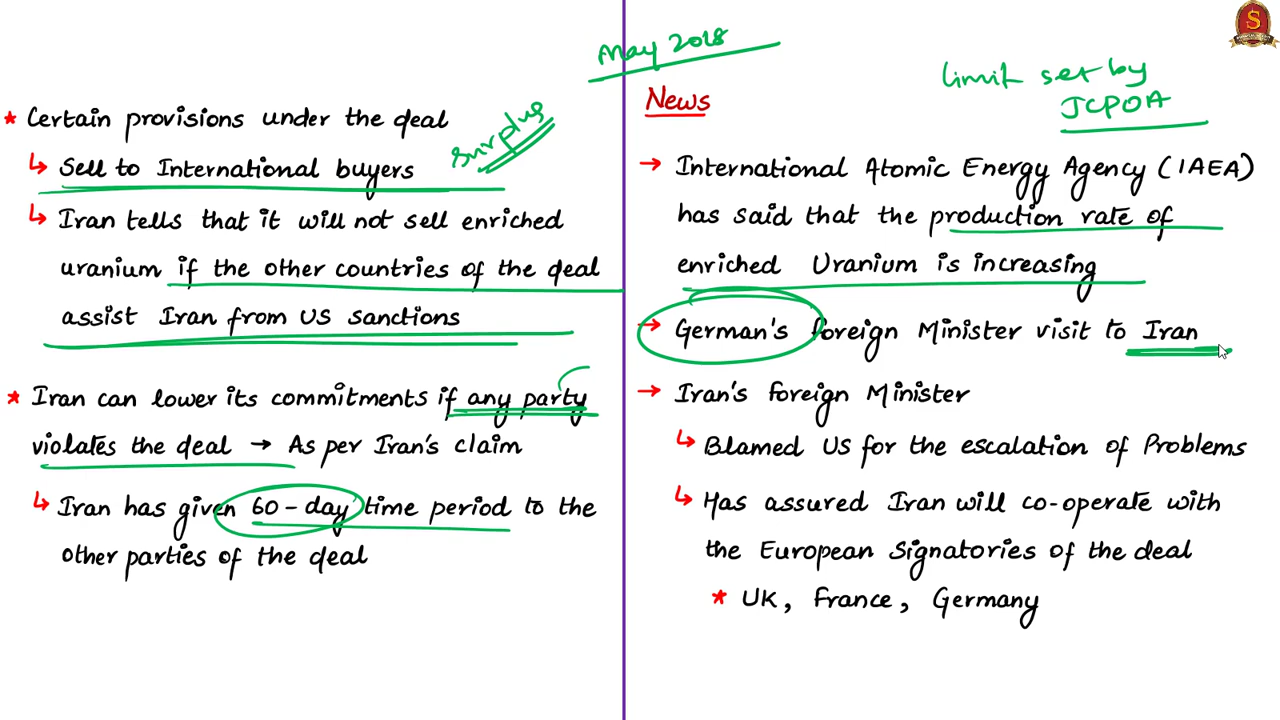 May 2018
* Certain provisions under the deal
surplus
↳ Sell to International buyers
↳ Iran tells that it will not sell enriched
uranium if the other countries of the deal
assist Iran from US sanctions
* Iran can lower its commitments if any party
violates the deal → As per Iran's claim
↳ Iran has given 60-day time period to the
other parties of the deal
limit set by
JCPOA
News
→ International Atomic Energy Agency (IAEA)
has said that the production rate of
enriched Uranium is increasing
→ German's foreign Minister visit to Iran
→ Iran's foreign Minister
↳ Blamed US for the escalation of Problems
↳ Has assured Iran will co-operate with
the European Signatories of the deal
* UK, France, Germany
S